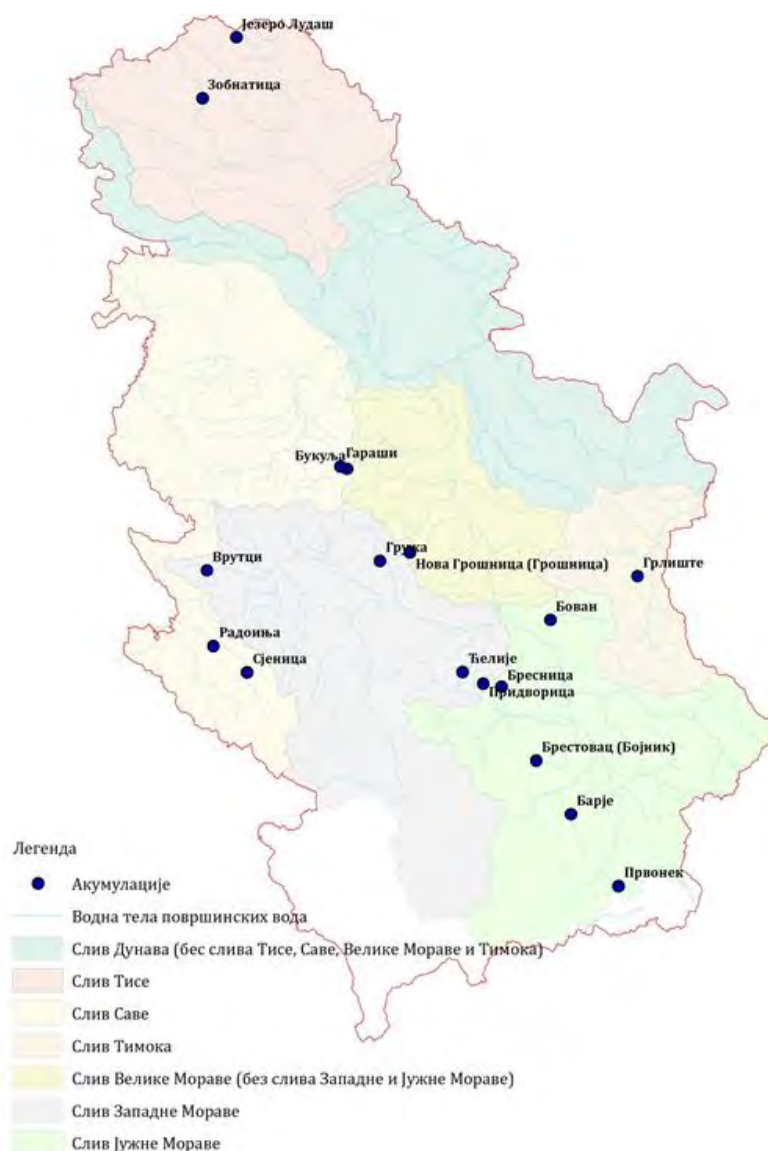 Језеро Лудаш
Зобнатица
Букуља
Гараши
Врутци
Гружа
Нова Грошница (Грошница)
Грлиште
Бован
Радоиња
Сјеница
Ћелије
Бресница
Придворица
Брестовац (Бојник)
Барје
Првонек
Легенда
Акумулације
Водна тела површинских вода
Слив Дунава (бес слива Тисе, Саве, Велике Мораве и Тимока)
Слив Тисе
Слив Саве
Слив Тимока
Слив Велике Мораве (без слива Западне и Јужне Мораве)
Слив Западне Мораве
Слив Јужне Мораве